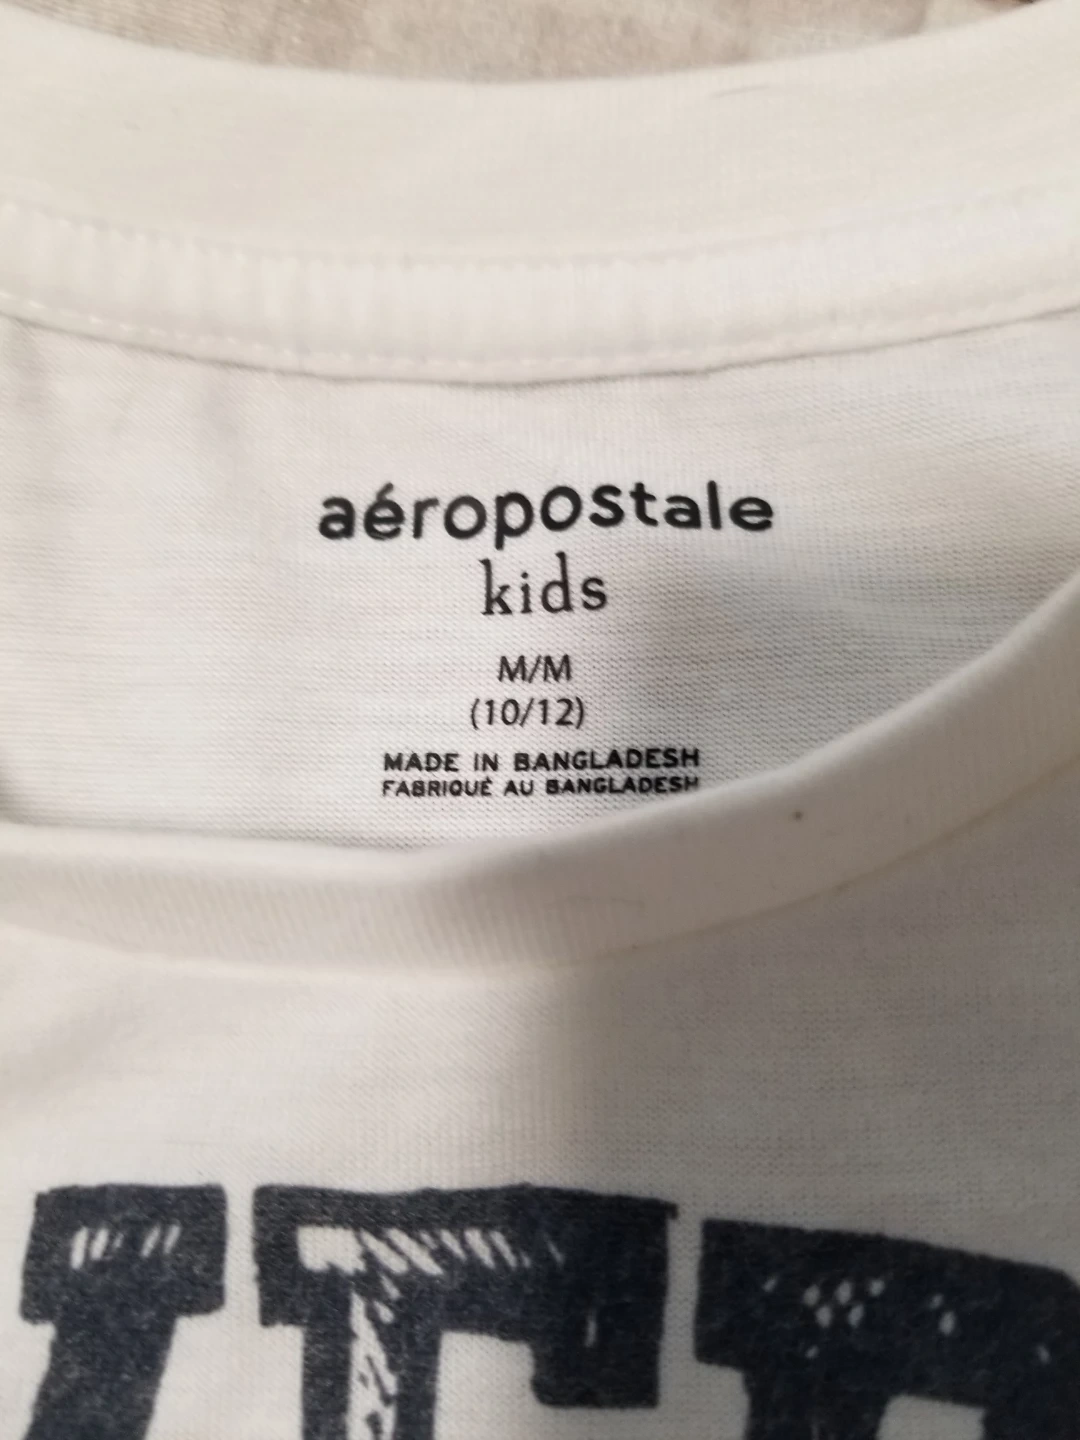 aéropostale
kids
M/M
(10/12)
MADE IN BANGLADESH
FABRIQUÉ AU BANGLADESH